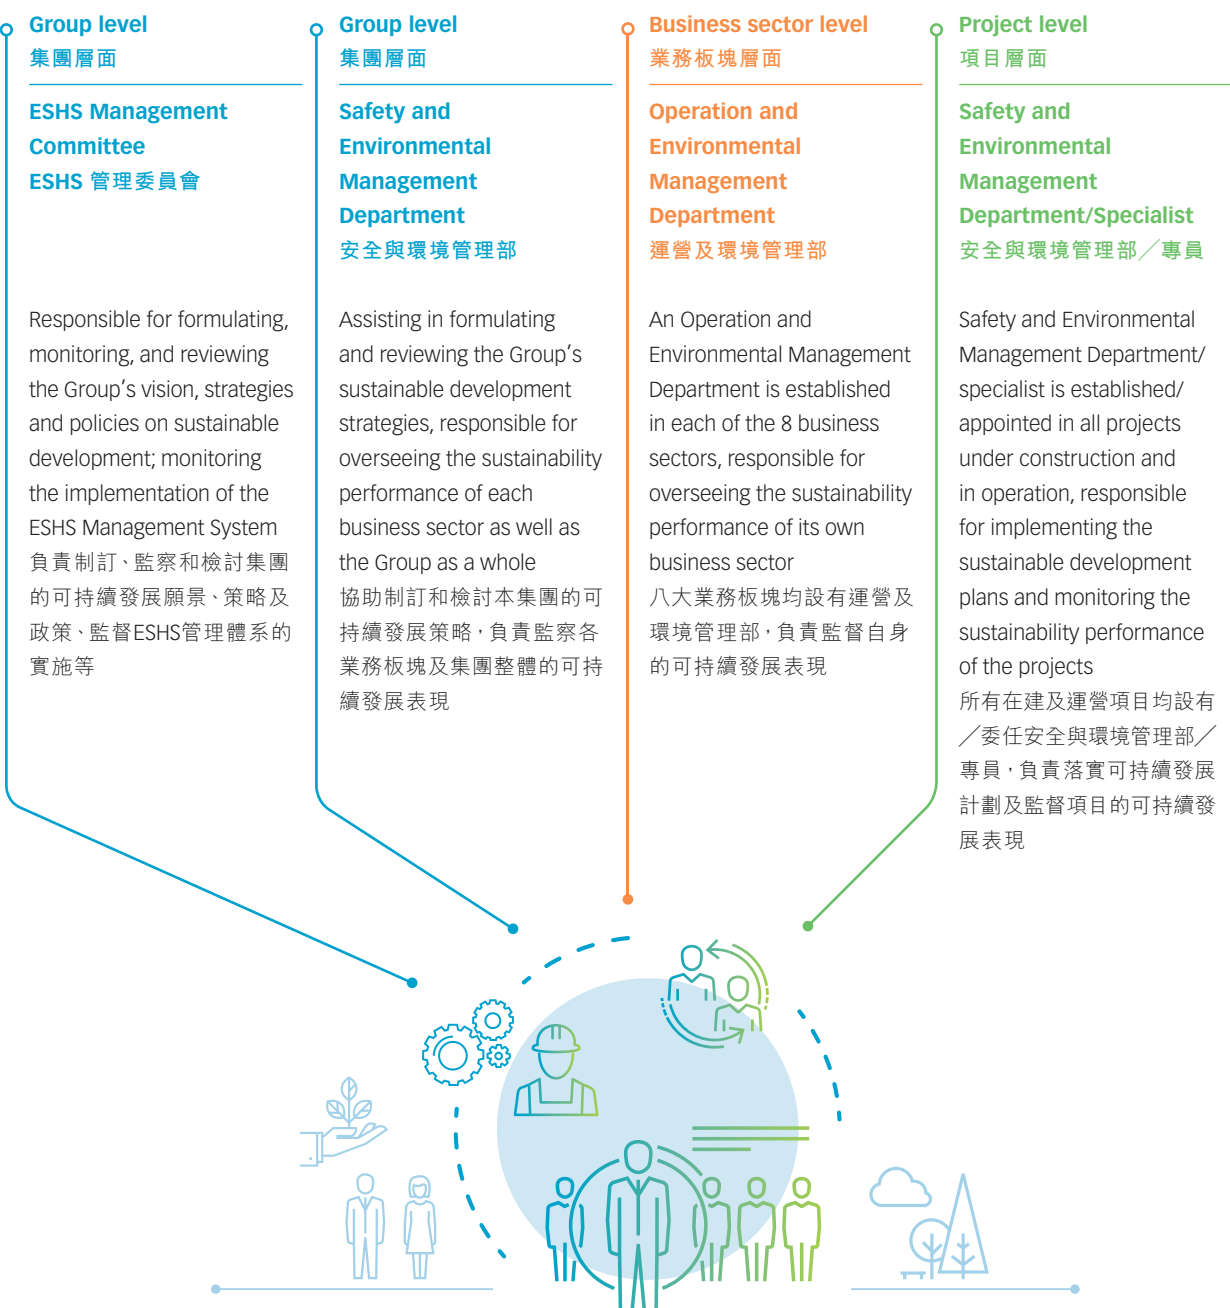 Group level
集團層面
ESHS Management
Committee
ESHS 管理委員會
Responsible for formulating,
monitoring, and reviewing
the Group's vision, strategies
and policies on sustainable
development; monitoring
the implementation of the
ESHS Management System
負責制訂、監察和檢討集團
的可持續發展願景、策略及
政策、監督ESHS管理體系的
實施等
Group level
集團層面
Safety and
Environmental
Management
Department
安全與環境管理部
Assisting in formulating
and reviewing the Group's
sustainable development
strategies, responsible for
overseeing the sustainability
performance of each
business sector as well as
the Group as a whole
協助制訂和檢討本集團的可
持續發展策略，負責監察各
業務板塊及集團整體的可持
續發展表現
Business sector level
業務板塊層面
Operation and
Environmental
Management
Department
運營及環境管理部
An Operation and
Environmental Management
Department is established
in each of the 8 business
sectors, responsible for
overseeing the sustainability
performance of its own
business sector
八大業務板塊均設有運營及
環境管理部，負責監督自身
的可持續發展表現
Project level
項目層面
Safety and
Environmental
Management
Department/Specialist
安全與環境管理部╱專員
Safety and Environmental
Management Department/
specialist is established/
appointed in all projects
under construction and
in operation, responsible
for implementing the
sustainable development
plans and monitoring the
sustainability performance
of the projects
所有在建及運營項目均設有
╱委任安全與環境管理部╱
專員，負責落實可持續發展
計劃及監督項目的可持續發
展表現